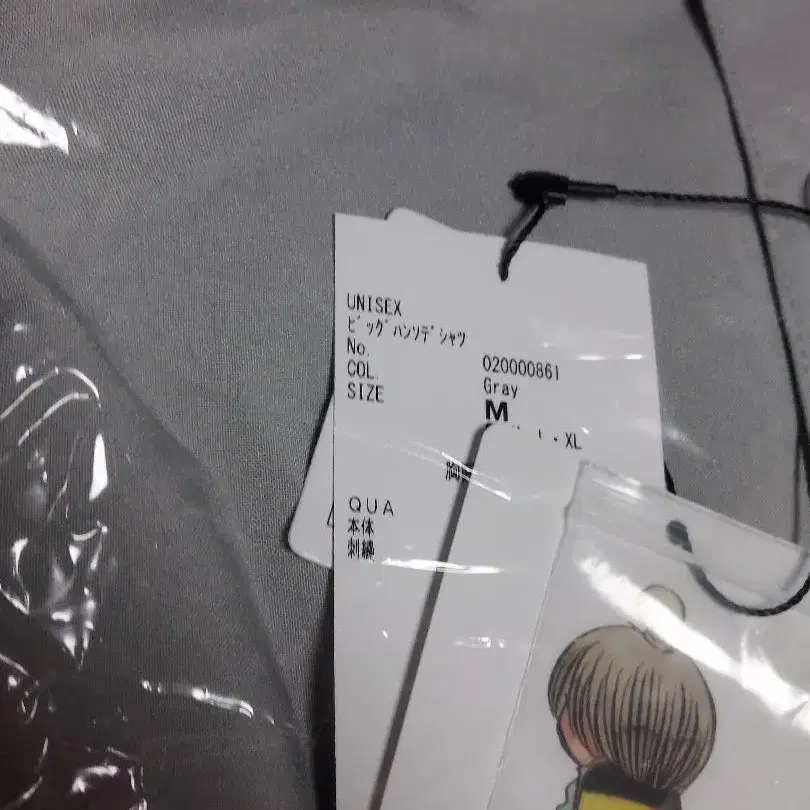 UNISEX
ﾋﾞｯｸﾞﾊﾝｿﾃﾞｼｬﾂ
No. 020000861
COL. Gray
SIZE M
XL
QUA
本体
刺繍